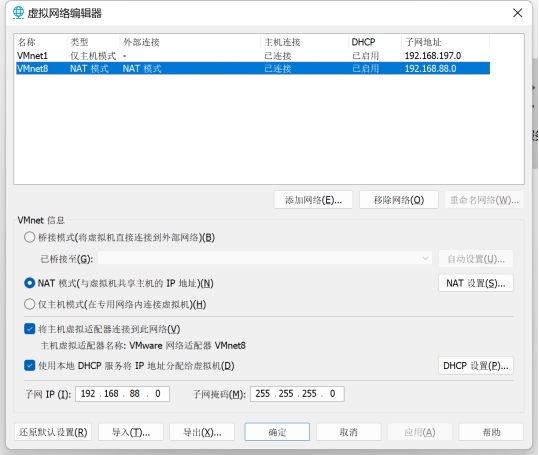 虚拟网络编辑器
名称 类型 外部连接 主机连接 DHCP 子网地址
VMnet1 仅主机模式 - 已连接 已启用 192.168.197.0
VMnet8 NAT 模式 NAT 模式 已连接 已启用 192.168.88.0
添加网络(E)... 移除网络(O) 重命名网络(W)...
VMnet 信息
桥接模式(将虚拟机直接连接到外部网络)(B)
已桥接至(G): 自动设置(U)...
NAT 模式(与虚拟机共享主机的 IP 地址)(N) NAT 设置(S)...
仅主机模式(在专用网络内连接虚拟机)(H)
将主机虚拟适配器连接到此网络(V)
主机虚拟适配器名称: VMware 网络适配器 VMnet8
使用本地 DHCP 服务将 IP 地址分配给虚拟机(D) DHCP 设置(P)...
子网 IP (I): 192 . 168 . 88 . 0 子网掩码(M): 255 . 255 . 255 . 0
还原默认设置(R) 导入(T)... 导出(X)... 确定 取消 应用(A) 帮助